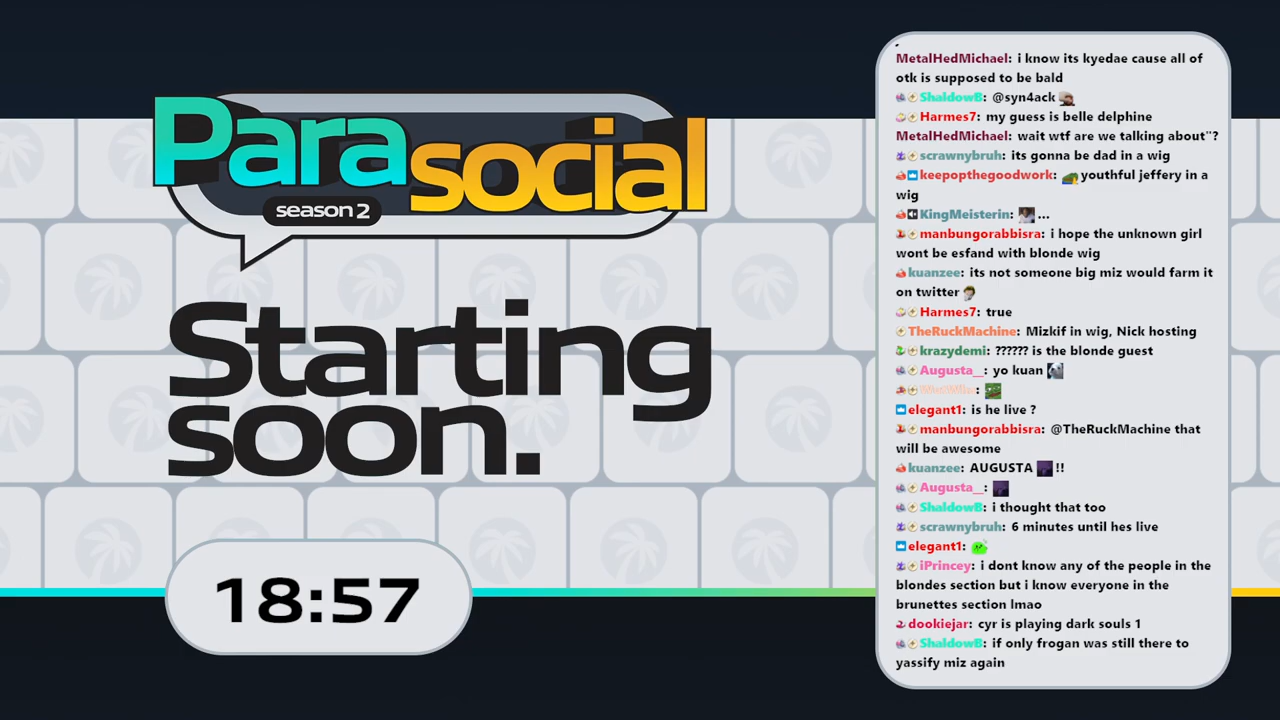 Para social
season 2
Starting
soon.
18:57
MetalHedMichael: i know its kyedae cause all of
otk is supposed to be bald
ShaldowB: @syn4ack
Harmes7: my guess is belle delphine
MetalHedMichael: wait wtf are we talking about"?
scrawnybruh: its gonna be dad in a wig
keepopthegoodwork: youthful jeffery in a
wig
KingMeisterin: ...
manbungorabbisra: i hope the unknown girl
wont be esfand with blonde wig
kuanzee: its not someone big miz would farm it
on twitter
Harmes7: true
TheRuckMachine: Mizkif in wig, Nick hosting
krazydemi: ?????? is the blonde guest
Augusta__: yo kuan
:
elegant1: is he live ?
manbungorabbisra: @TheRuckMachine that
will be awesome
kuanzee: AUGUSTA !!
Augusta__:
ShaldowB: i thought that too
scrawnybruh: 6 minutes until hes live
elegant1:
iPrincey: i dont know any of the people in the
blondes section but i know everyone in the
brunettes section lmao
dookiejar: cyr is playing dark souls 1
ShaldowB: if only frogan was still there to
yassify miz again